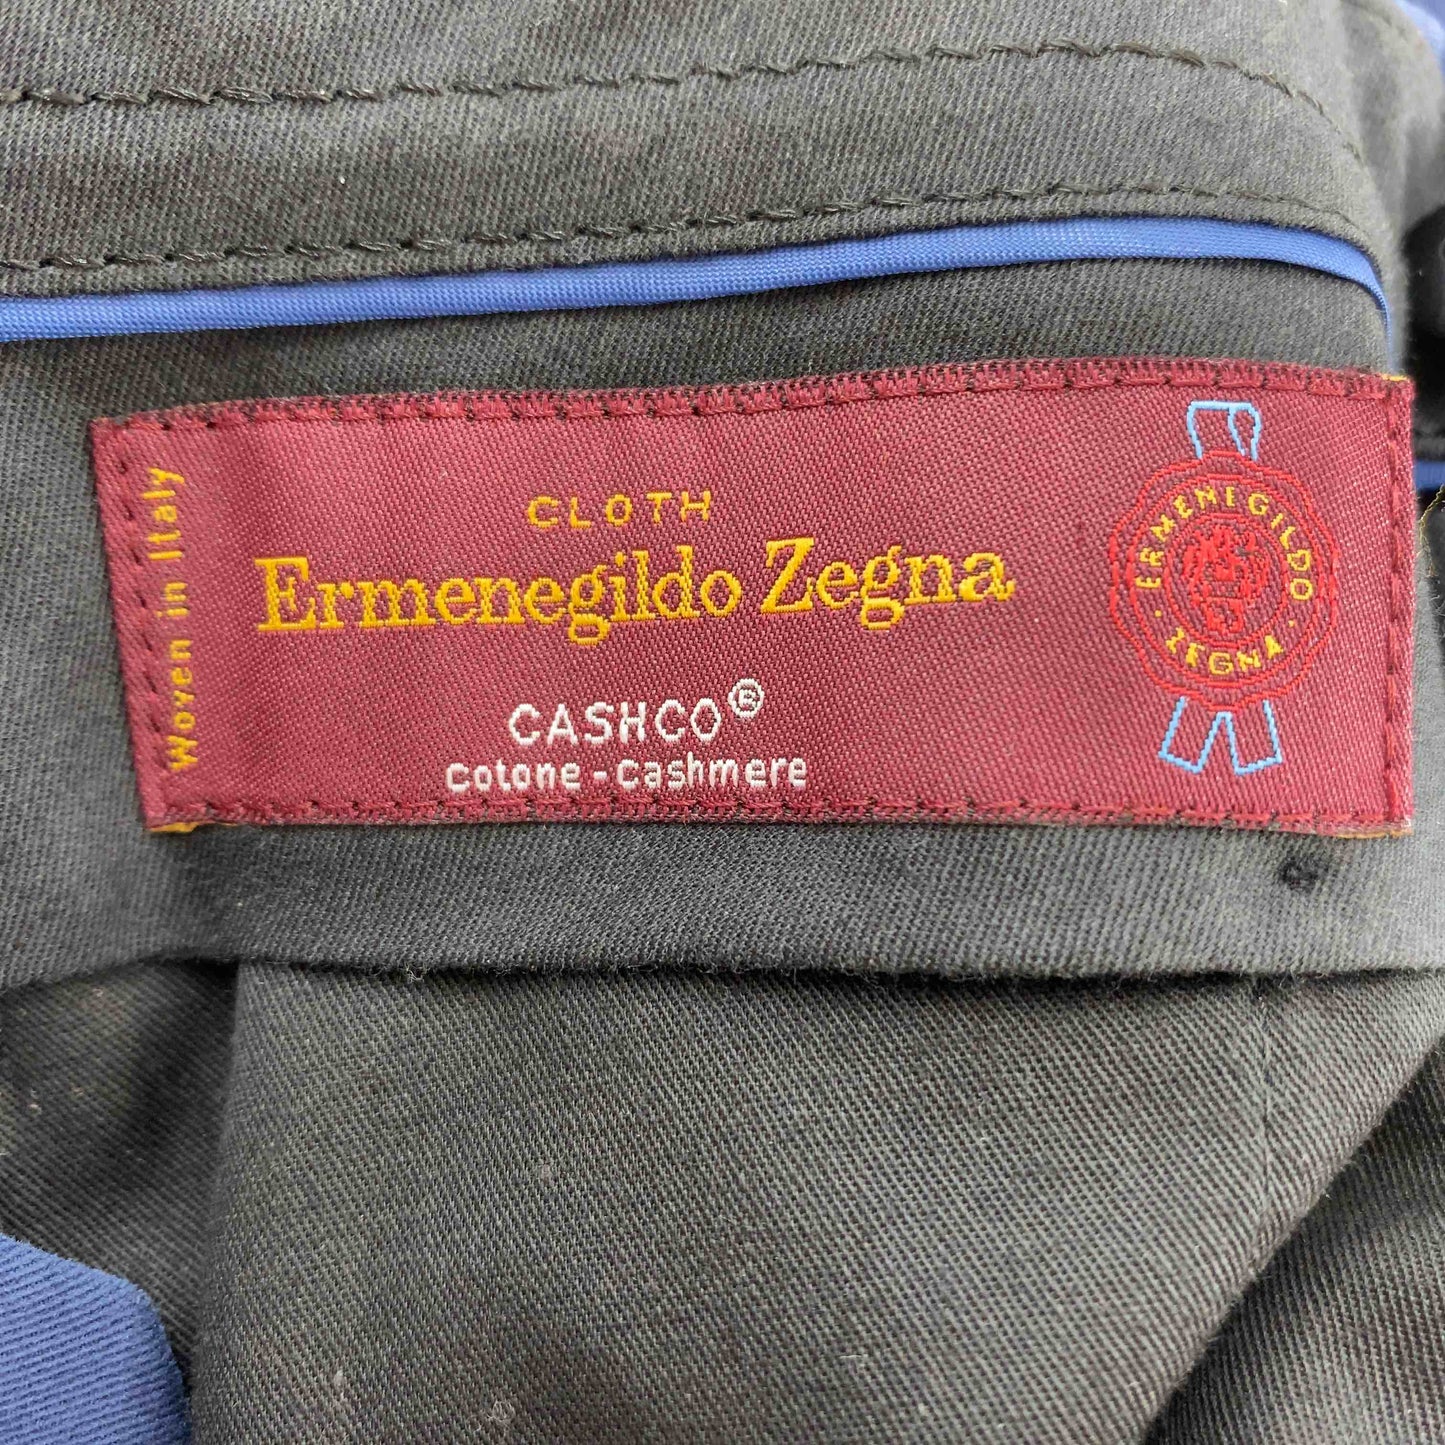 Woven in Italy
CLOTH
Ermenegildo Zegna
CASHCO®
Cotone - Cashmere
ERMENEGILDO
· ZEGNA ·